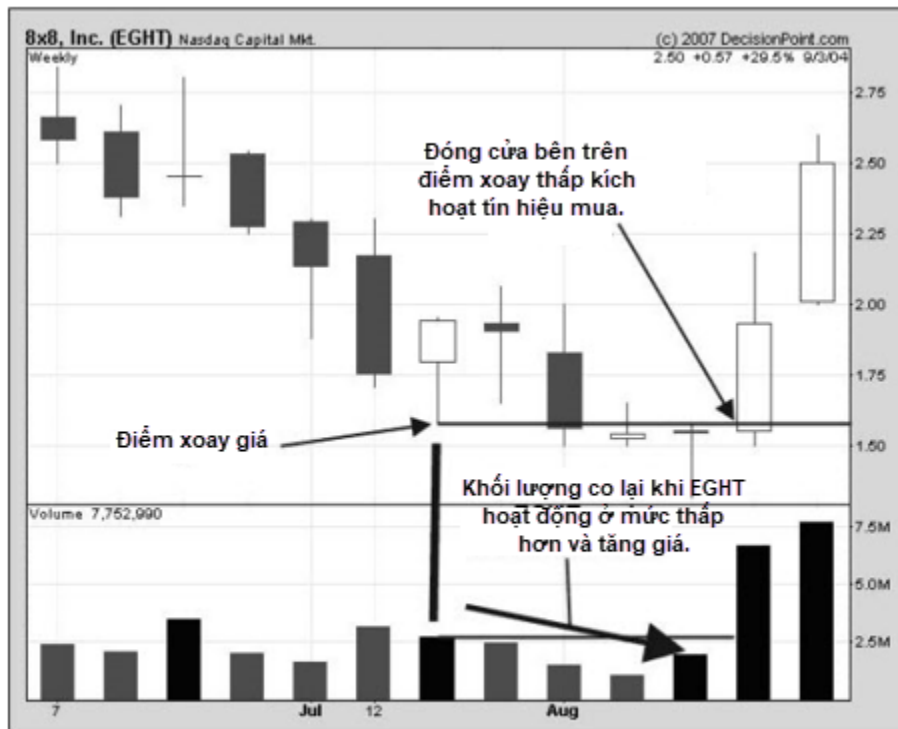 8x8, Inc. (EGHT) Nasdaq Capital Mkt. (c) 2007 DecisionPoint.com
Weekly 2.50 +0.57 +29.5% 9/3/04
2.75
Đóng cửa bên trên
điểm xoay thấp kích
hoạt tín hiệu mua.
2.50
2.25
2.00
1.75
Điểm xoay giá
1.50
Khối lượng co lại khi EGHT
hoạt động ở mức thấp
hơn và tăng giá.
Volume 7,752,990
7.5M
5.0M
2.5M
7 Jul 12 Aug